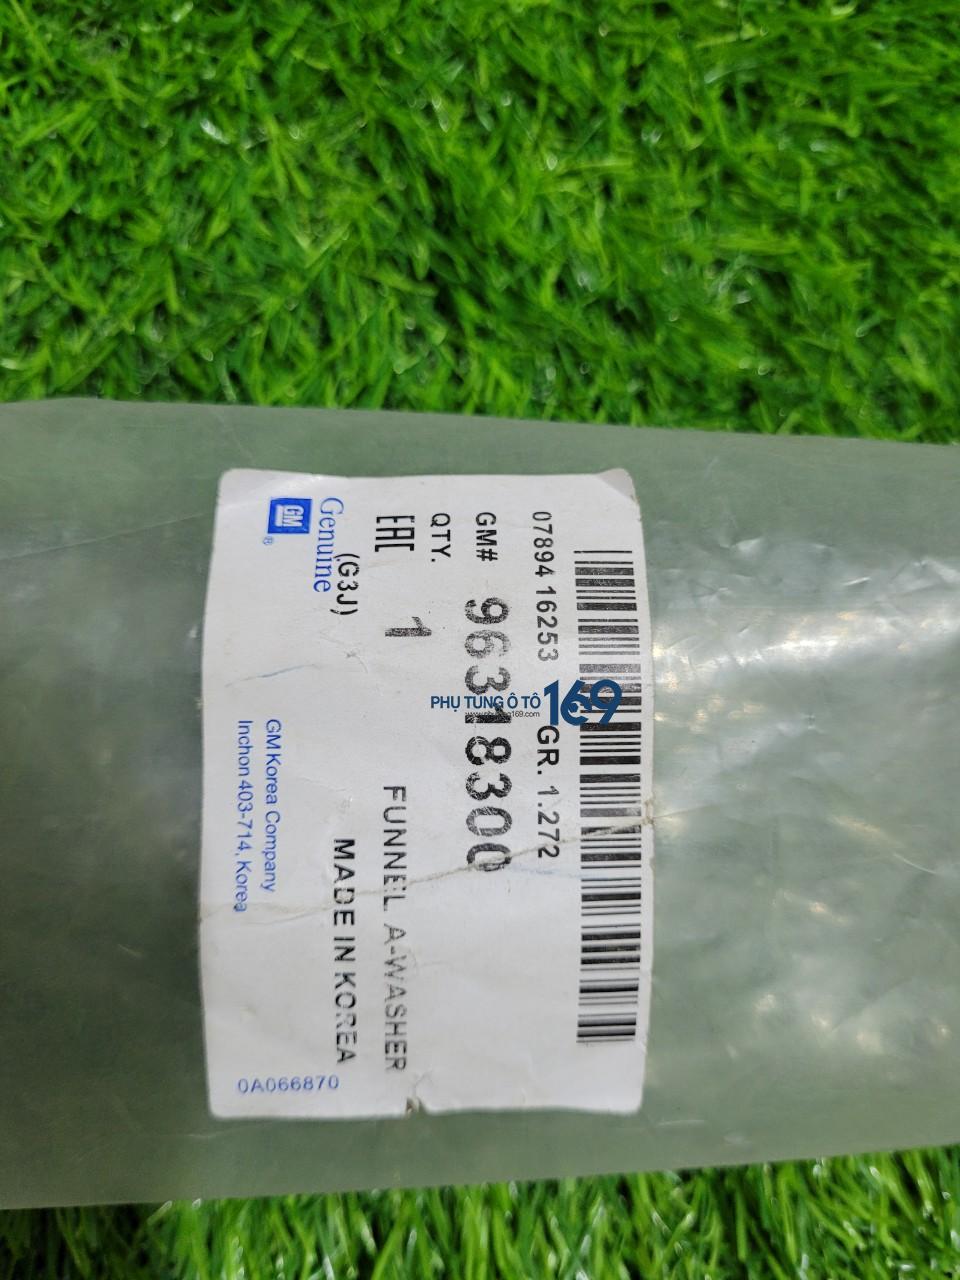 07894 16253 GR. 1.272
GM# 96318300
QTY. 1 FUNNEL A-WASHER
EAC
(G3J) MADE IN KOREA
Genuine
GM®
GM Korea Company
Inchon 403-714, Korea
0A066870
PHỤ TÙNG Ô TÔ 169